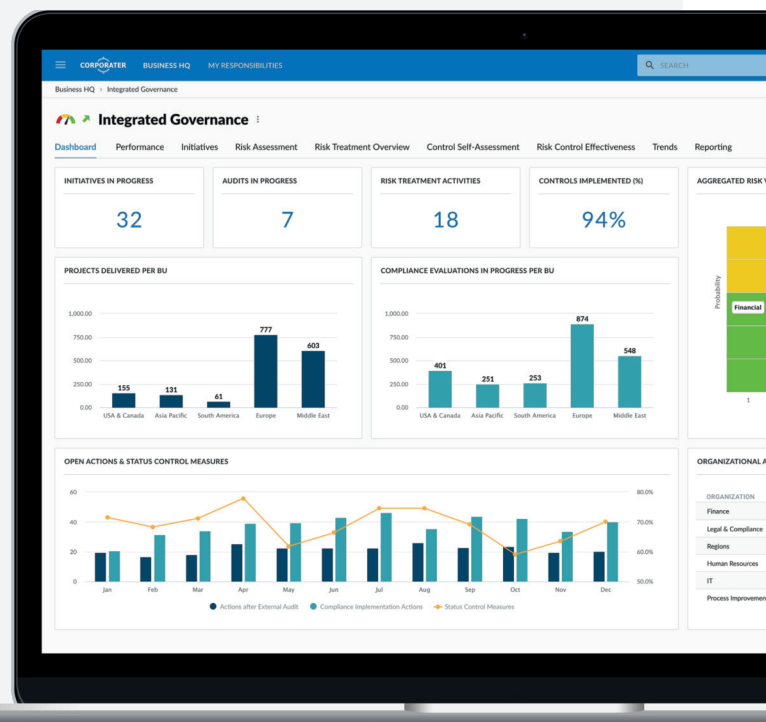 CORPORATER BUSINESS HQ MY RESPONSIBILITIES SEARCH
Business HQ > Integrated Governance
Integrated Governance
Dashboard Performance Initiatives Risk Assessment Risk Treatment Overview Control Self-Assessment Risk Control Effectiveness Trends Reporting
INITIATIVES IN PROGRESS
32
AUDITS IN PROGRESS
7
RISK TREATMENT ACTIVITIES
18
CONTROLS IMPLEMENTED (%)
94%
AGGREGATED RISK
Probability
Financial
1
PROJECTS DELIVERED PER BU
1,000.00
750.00
500.00
250.00
0.00
155 131 61 777 603
USA & Canada Asia Pacific South America Europe Middle East
COMPLIANCE EVALUATIONS IN PROGRESS PER BU
1,000.00
750.00
500.00
250.00
0.00
401 251 253 874 548
USA & Canada Asia Pacific South America Europe Middle East
OPEN ACTIONS & STATUS CONTROL MEASURES
60
40
20
0
80.0%
70.0%
60.0%
50.0%
Jan Feb Mar Apr May Jun Jul Aug Sep Oct Nov Dec
Actions after External Audit Compliance Implementation Actions Status Control Measures
ORGANIZATIONAL
ORGANIZATION
Finance
Legal & Compliance
Regions
Human Resources
IT
Process